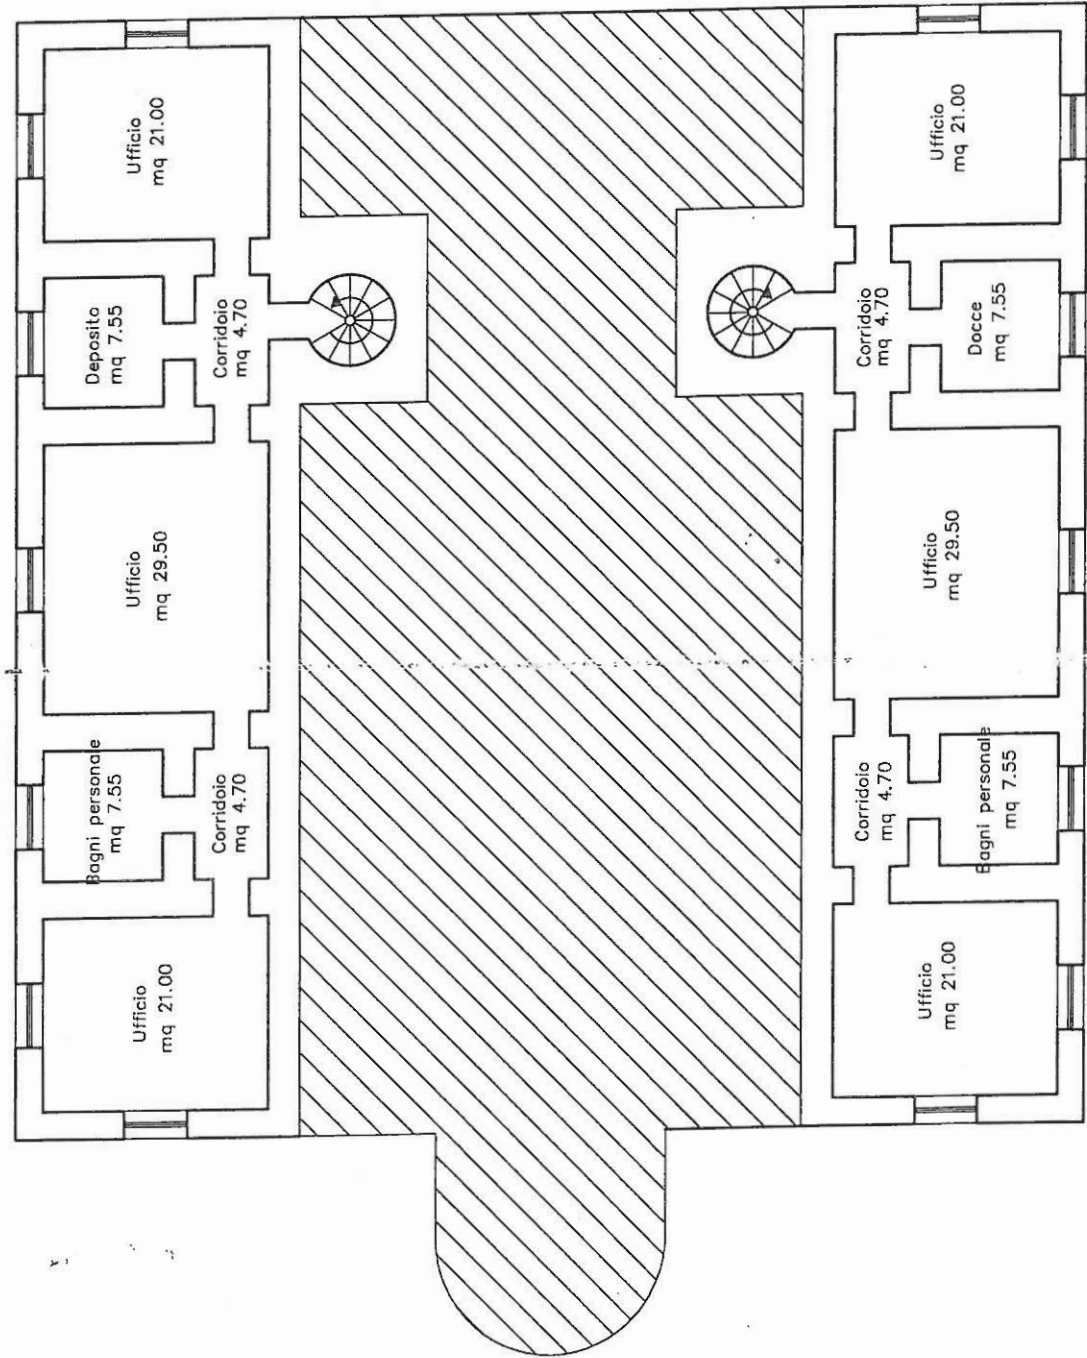 Ufficio
mq 21.00
Deposito
mq 7.55
Corridoio
mq 4.70
Ufficio
mq 29.50
Bagni personale
mq 7.55
Corridoio
mq 4.70
Ufficio
mq 21.00
Ufficio
mq 21.00
Corridoio
mq 4.70
Docce
mq 7.55
Ufficio
mq 29.50
Corridoio
mq 4.70
Bagni personale
mq 7.55
Ufficio
mq 21.00